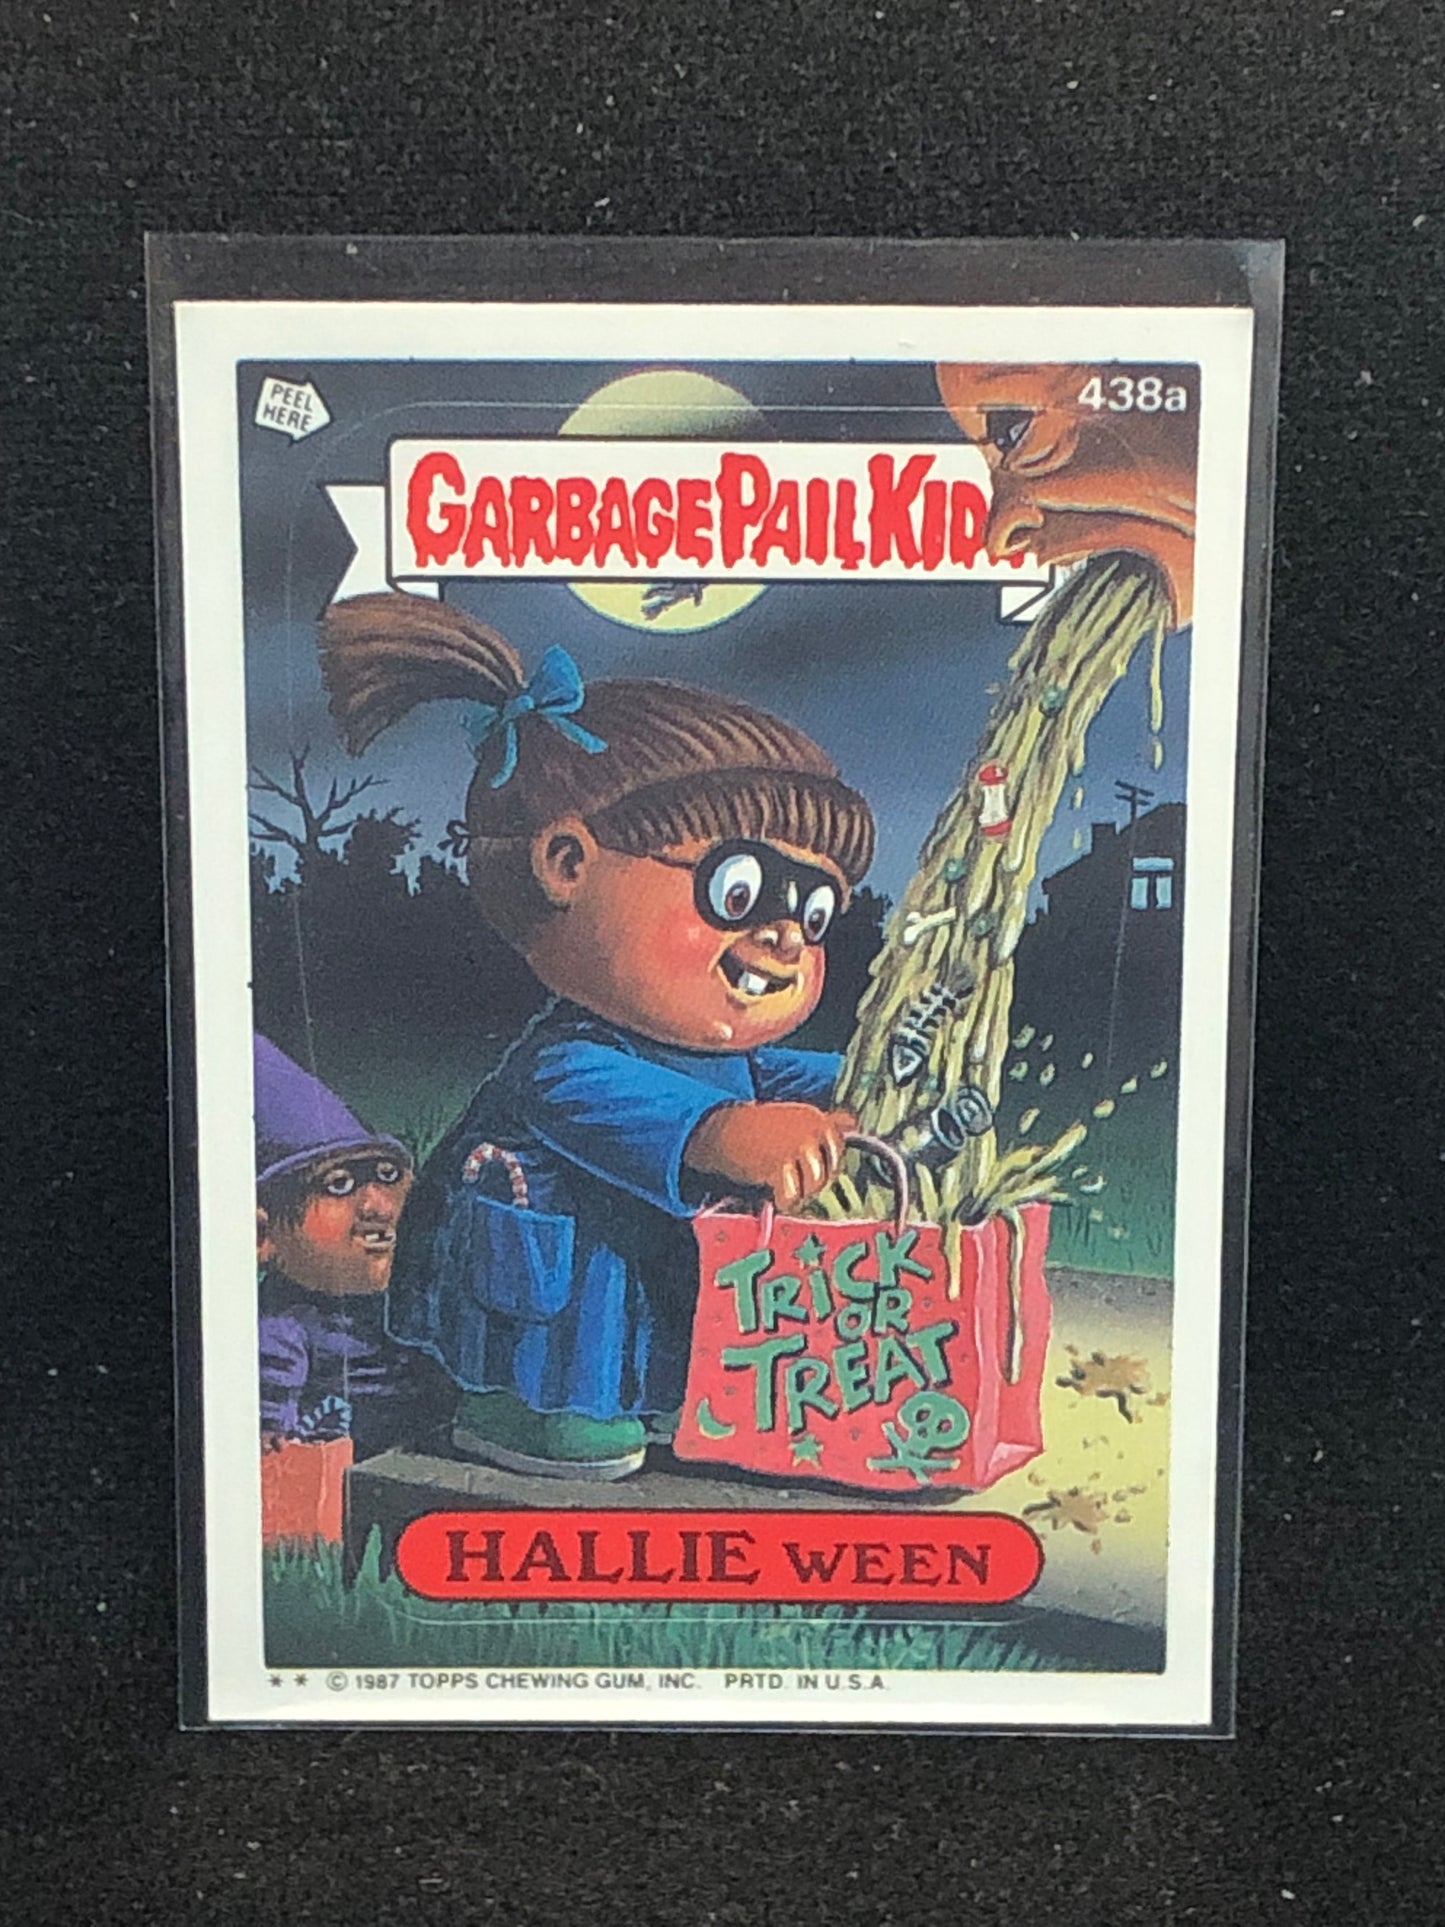 PEEL
HERE
438a
GARBAGE PAIL KID
TRICK
OR
TREAT
HALLIE WEEN
* * © 1987 TOPPS CHEWING GUM, INC. PRTD. IN U.S.A.